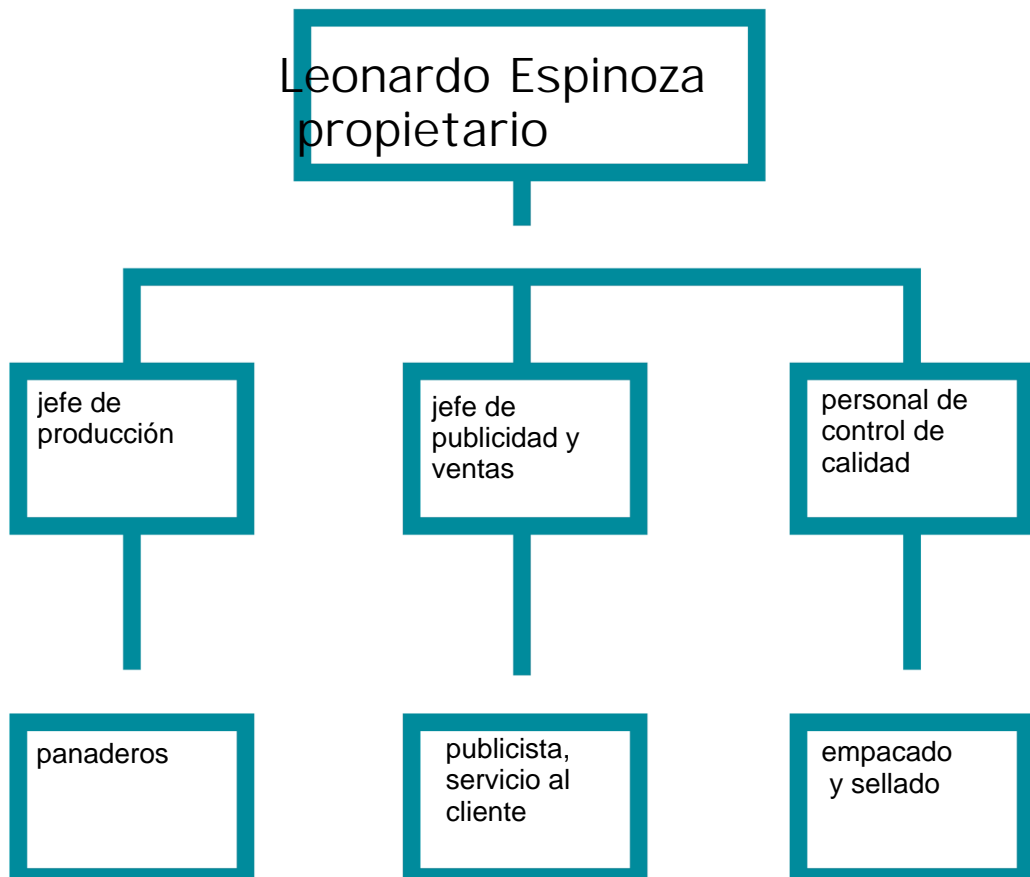 Leonardo Espinoza
propietario
jefe de
producción
jefe de
publicidad y
ventas
personal de
control de
calidad
panaderos
publicista,
servicio al
cliente
empacado
y sellado